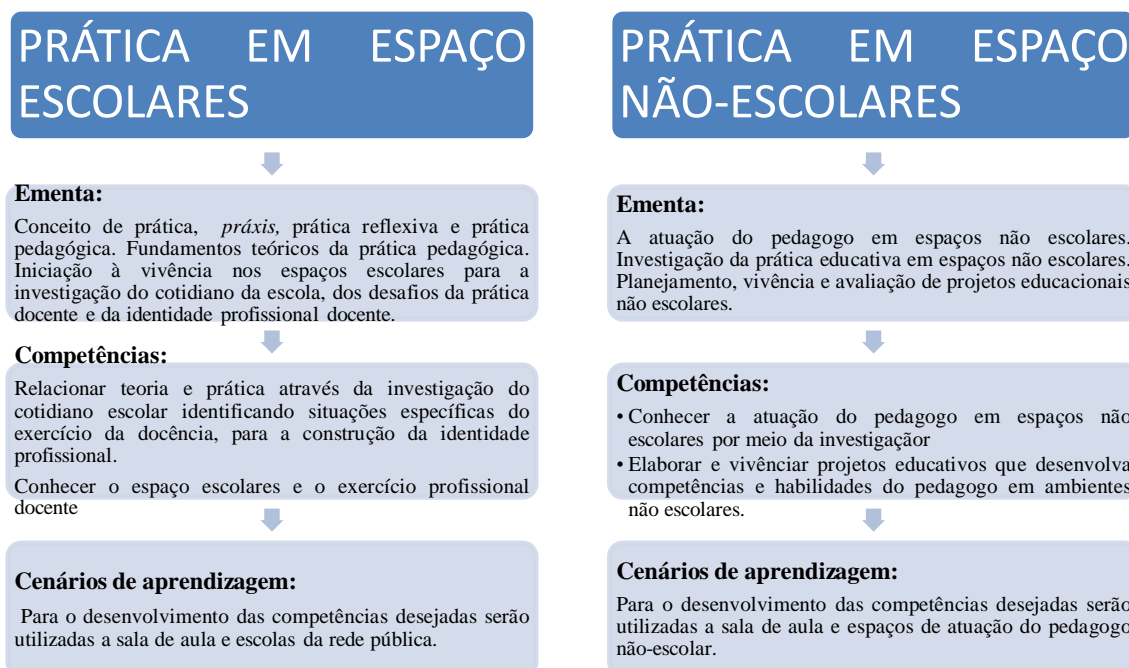 PRÁTICA EM ESPAÇO
ESCOLARES
Ementa:
Conceito de prática, práxis, prática reflexiva e prática
pedagógica. Fundamentos teóricos da prática pedagógica.
Iniciação à vivência nos espaços escolares para a
investigação do cotidiano da escola, dos desafios da prática
docente e da identidade profissional docente.
Competências:
Relacionar teoria e prática através da investigação do
cotidiano escolar identificando situações específicas do
exercício da docência, para a construção da identidade
profissional.
Conhecer o espaço escolares e o exercício profissional
docente
Cenários de aprendizagem:
Para o desenvolvimento das competências desejadas serão
utilizadas a sala de aula e escolas da rede pública.
PRÁTICA EM ESPAÇO
NÃO-ESCOLARES
Ementa:
A atuação do pedagogo em espaços não escolares.
Investigação da prática educativa em espaços não escolares.
Planejamento, vivência e avaliação de projetos educacionais
não escolares.
Competências:
• Conhecer a atuação do pedagogo em espaços não
escolares por meio da investigaçãor
• Elaborar e vivênciar projetos educativos que desenvolva
competências e habilidades do pedagogo em ambientes
não escolares.
Cenários de aprendizagem:
Para o desenvolvimento das competências desejadas serão
utilizadas a sala de aula e espaços de atuação do pedagogo
não-escolar.